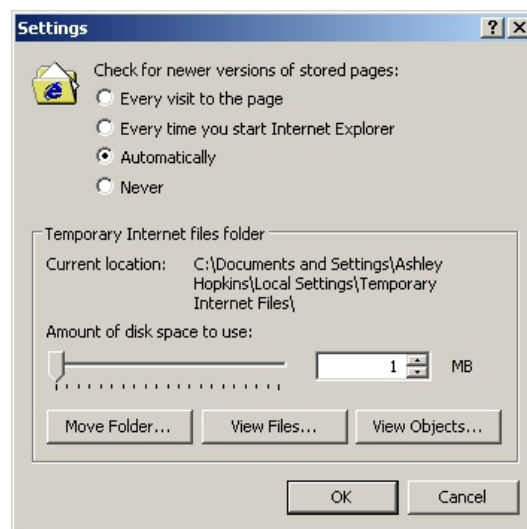 Settings
Check for newer versions of stored pages:
Every visit to the page
Every time you start Internet Explorer
Automatically
Never
Temporary Internet files folder
Current location: C:\Documents and Settings\Ashley
Hopkins\Local Settings\Temporary
Internet Files\
Amount of disk space to use:
1 MB
Move Folder... View Files... View Objects...
OK Cancel